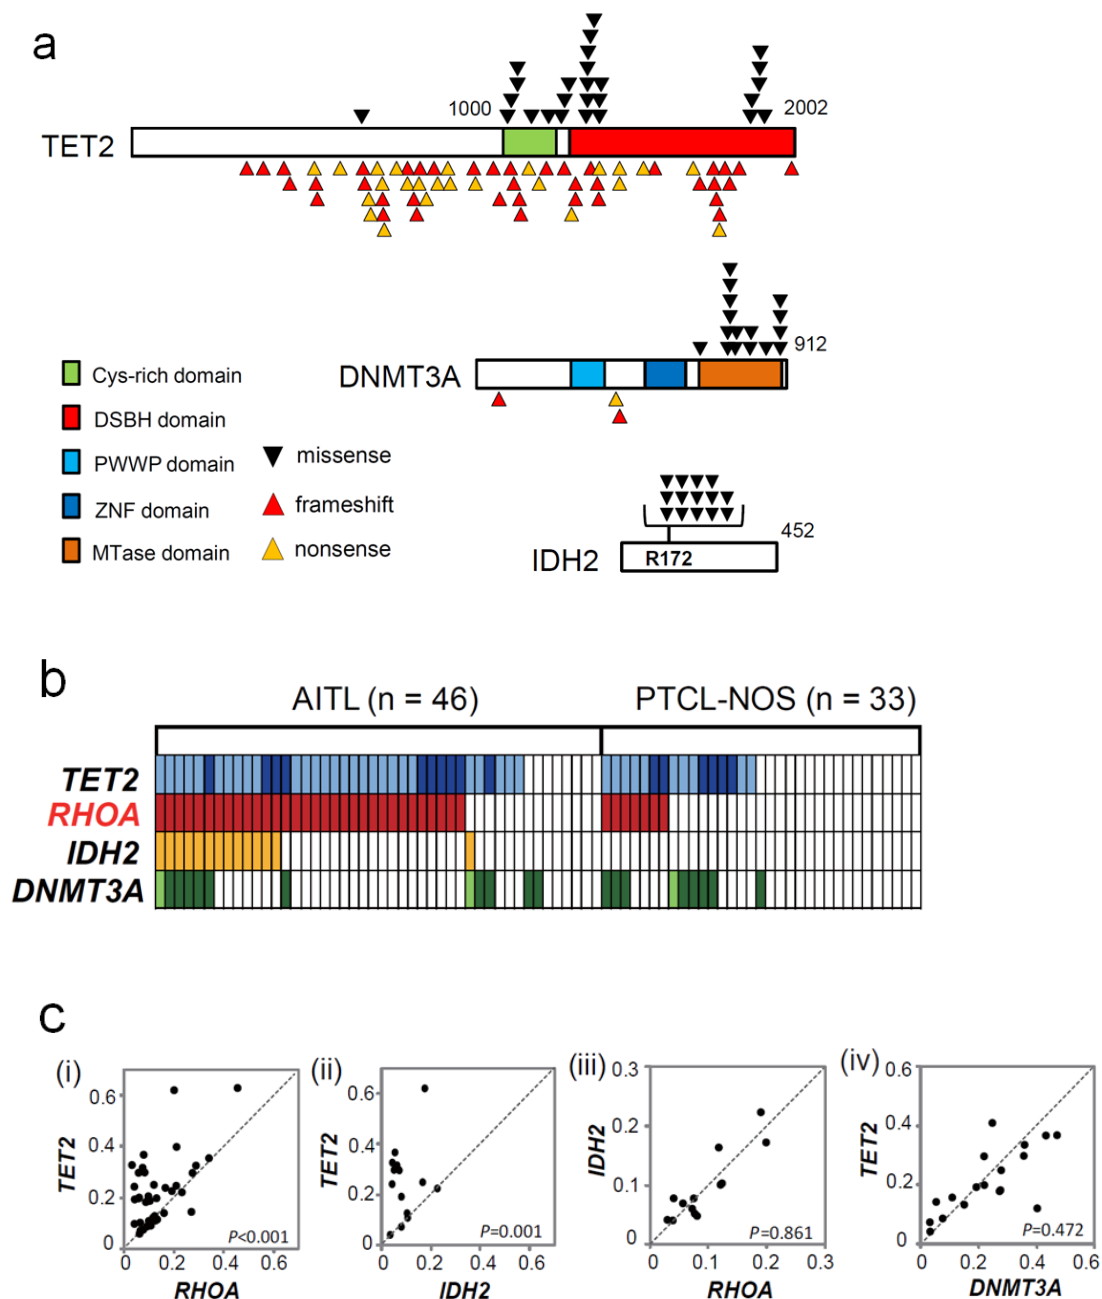 a
1000
2002
TET2
912
DNMT3A
Cys-rich domain
DSBH domain
PWWP domain
ZNF domain
MTase domain
missense
frameshift
nonsense
452
IDH2
R172
b
AITL (n = 46)
PTCL-NOS (n = 33)
TET2
RHOA
IDH2
DNMT3A
c
(i)
0.6
0.4
0.2
0
TET2
P<0.001
0 0.2 0.4 0.6
RHOA
(ii)
0.6
0.4
0.2
0
TET2
P=0.001
0 0.2 0.4 0.6
IDH2
(iii)
0.3
0.2
0.1
0
IDH2
P=0.861
0 0.1 0.2 0.3
RHOA
(iv)
0.6
0.4
0.2
0
TET2
P=0.472
0 0.2 0.4 0.6
DNMT3A